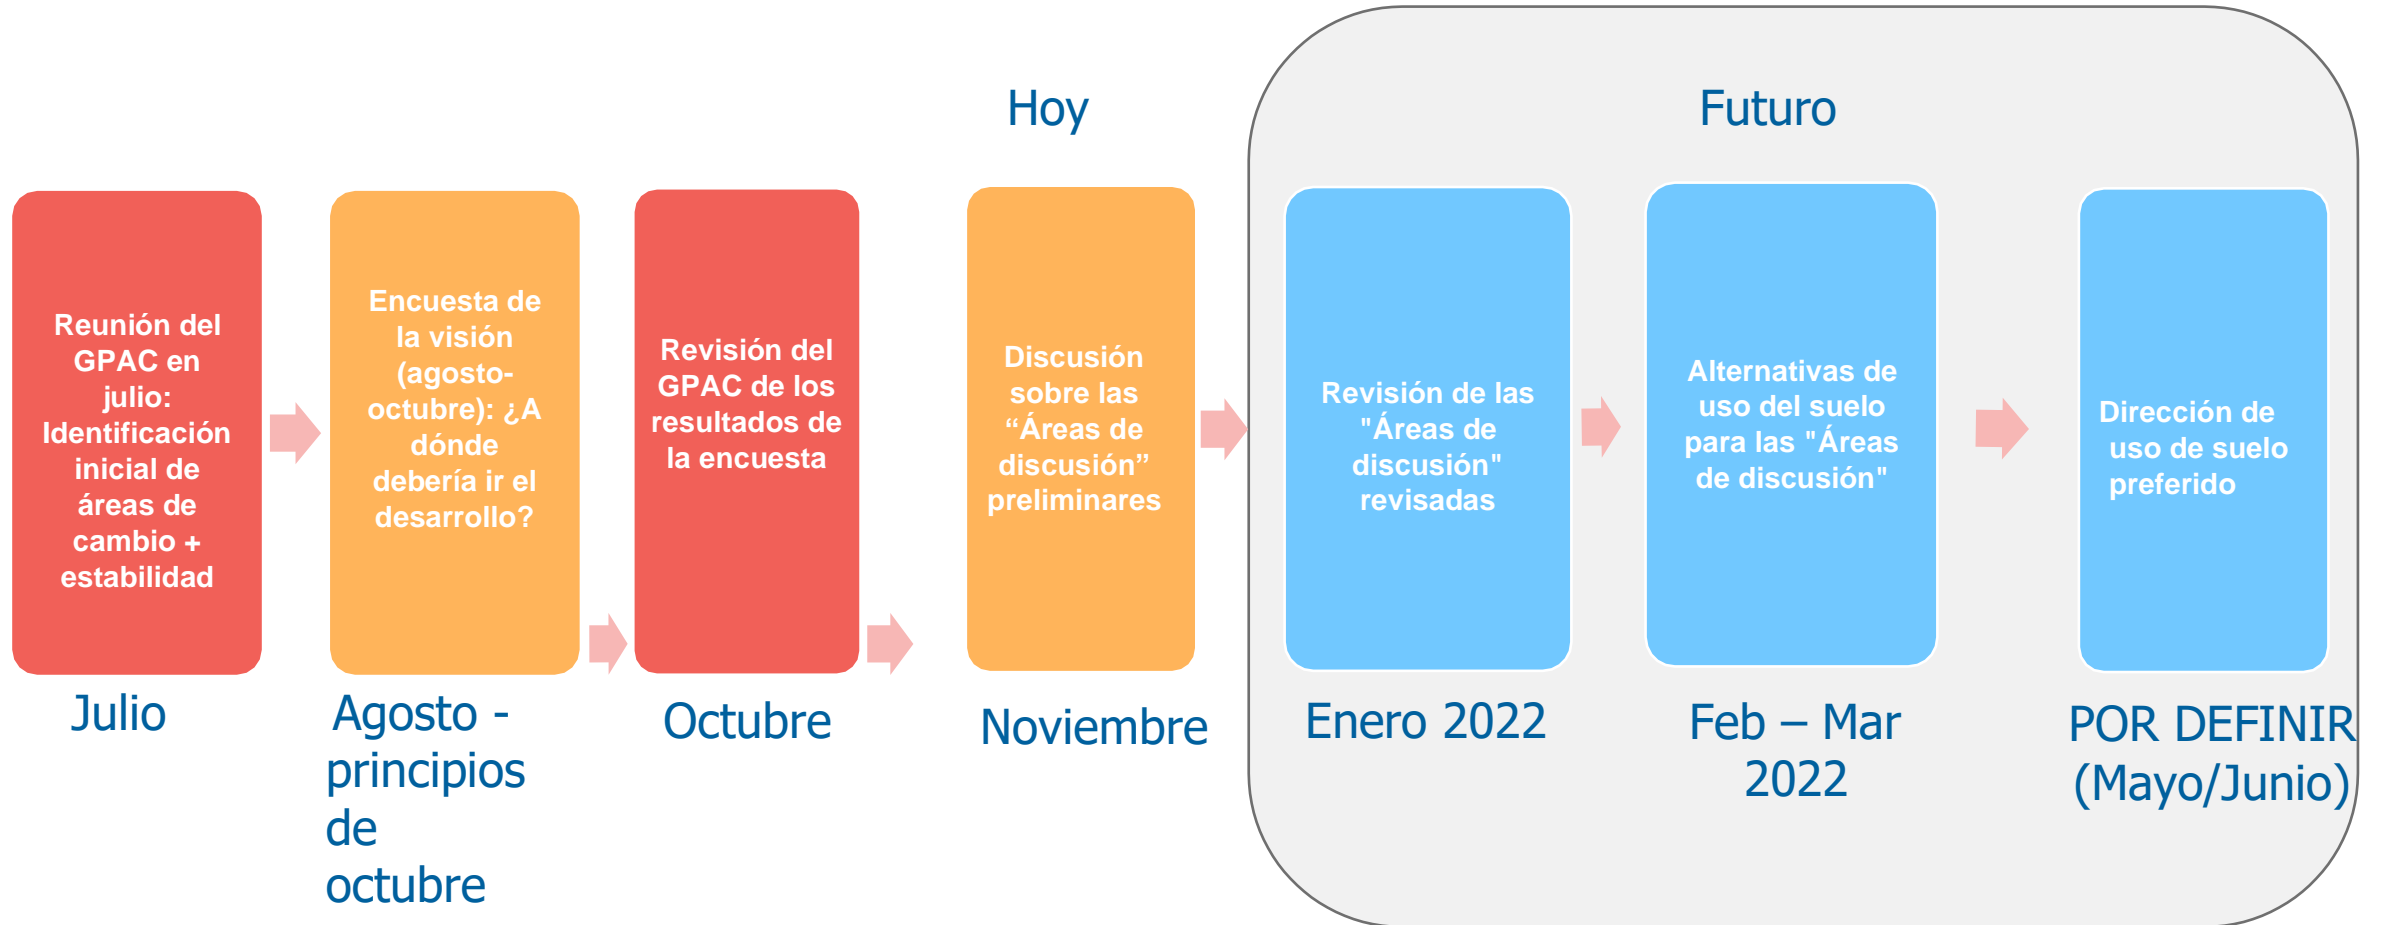 Hoy
Futuro
Reunión del
GPAC en
julio:
Identificación
inicial de
áreas de
cambio +
estabilidad
Encuesta de
la visión
(agosto-
octubre): ¿A
dónde
debería ir el
desarrollo?
Revisión del
GPAC de los
resultados de
la encuesta
Discusión
sobre las
“Áreas de
discusión”
preliminares
Revisión de las
"Áreas de
discusión"
revisadas
Alternativas de
uso del suelo
para las "Áreas
de discusión"
Dirección de
uso de suelo
preferido
Julio
Agosto -
principios
de
octubre
Octubre
Noviembre
Enero 2022
Feb – Mar
2022
POR DEFINIR
(Mayo/Junio)